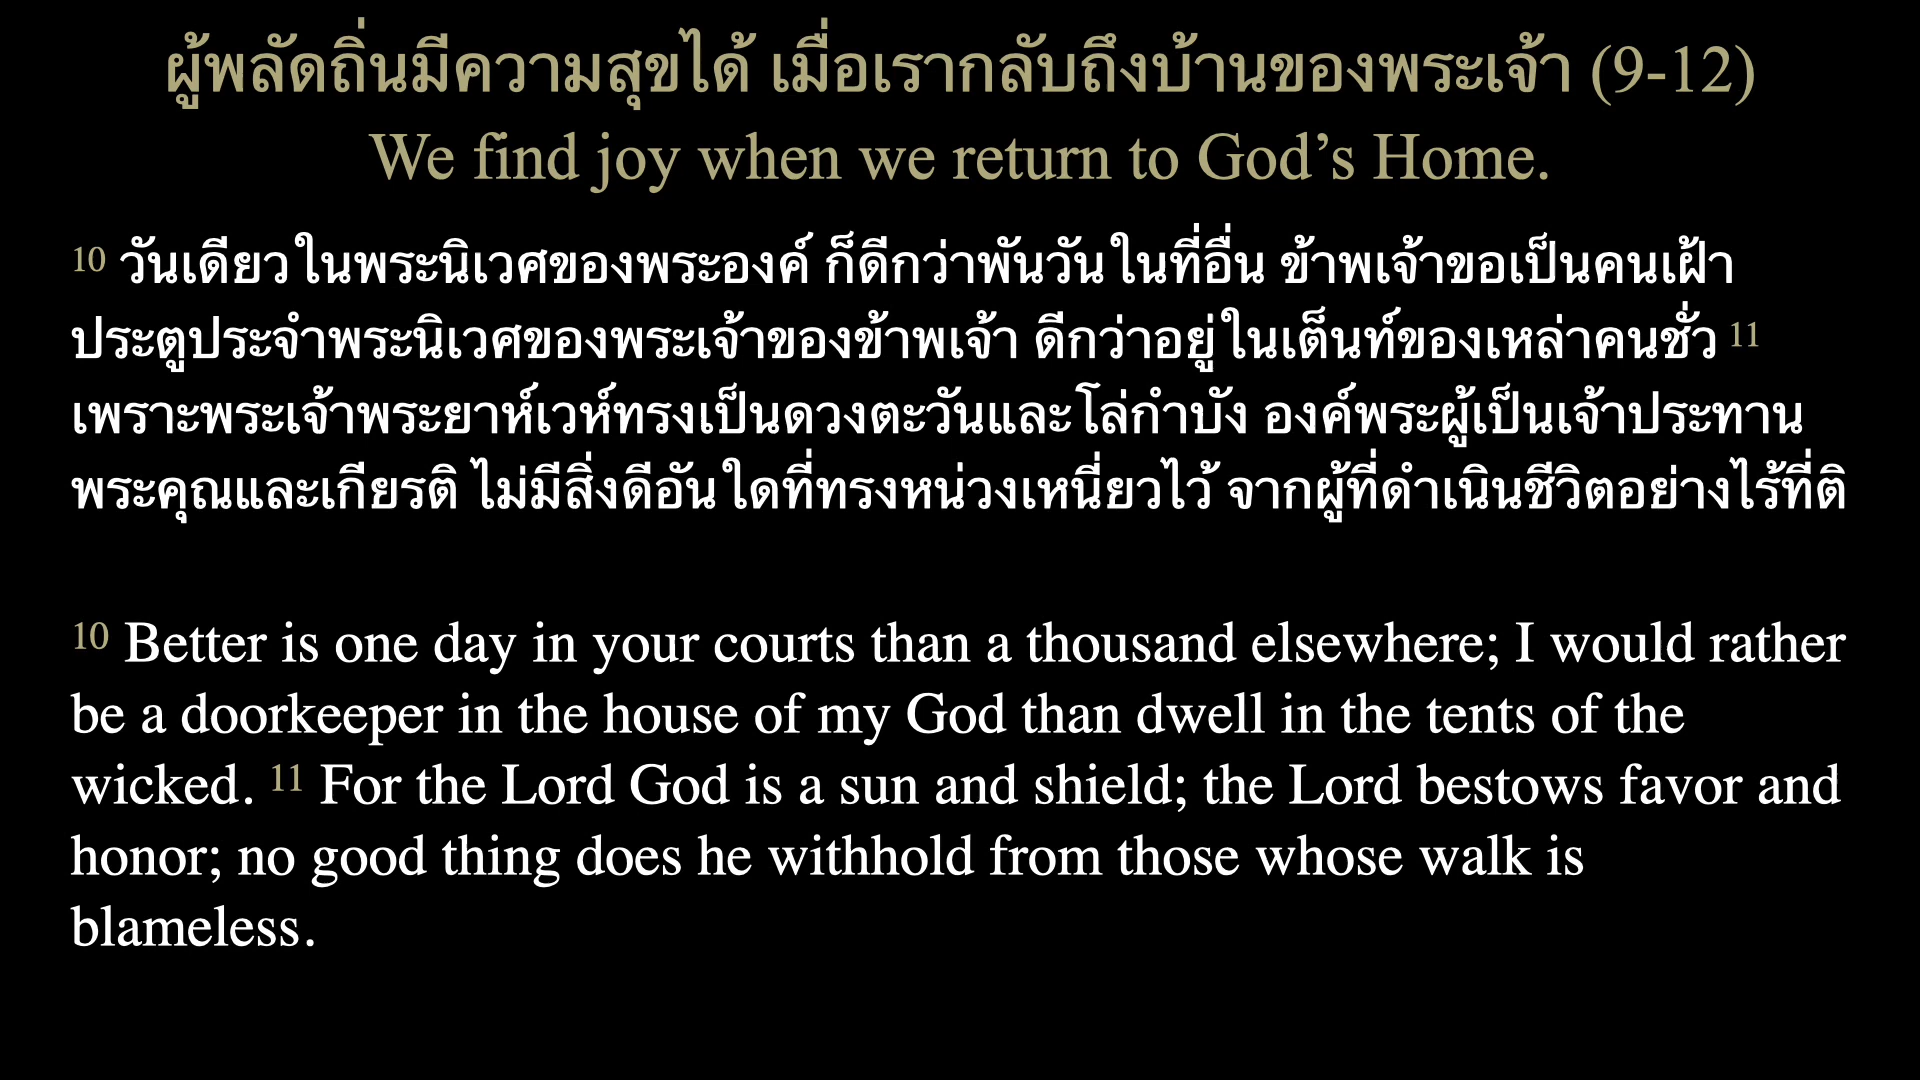 ผู้พลัดถิ่นมีความสุขได้ เมื่อเรากลับถึงบ้านของพระเจ้า (9-12)
We find joy when we return to God’s Home.
10 วันเดียวในพระนิเวศของพระองค์ ก็ดีกว่าพันวันในที่อื่น ข้าพเจ้าขอเป็นคนเฝ้า
ประตูประจำพระนิเวศของพระเจ้าของข้าพเจ้า ดีกว่าอยู่ในเต็นท์ของเหล่าคนชั่ว 11
เพราะพระเจ้าพระยาห์เวห์ทรงเป็นดวงตะวันและโล่กำบัง องค์พระผู้เป็นเจ้าประทาน
พระคุณและเกียรติ ไม่มีสิ่งดีอันใดที่ทรงหน่วงเหนี่ยวไว้ จากผู้ที่ดำเนินชีวิตอย่างไร้ที่ติ
10 Better is one day in your courts than a thousand elsewhere; I would rather
be a doorkeeper in the house of my God than dwell in the tents of the
wicked. 11 For the Lord God is a sun and shield; the Lord bestows favor and
honor; no good thing does he withhold from those whose walk is
blameless.